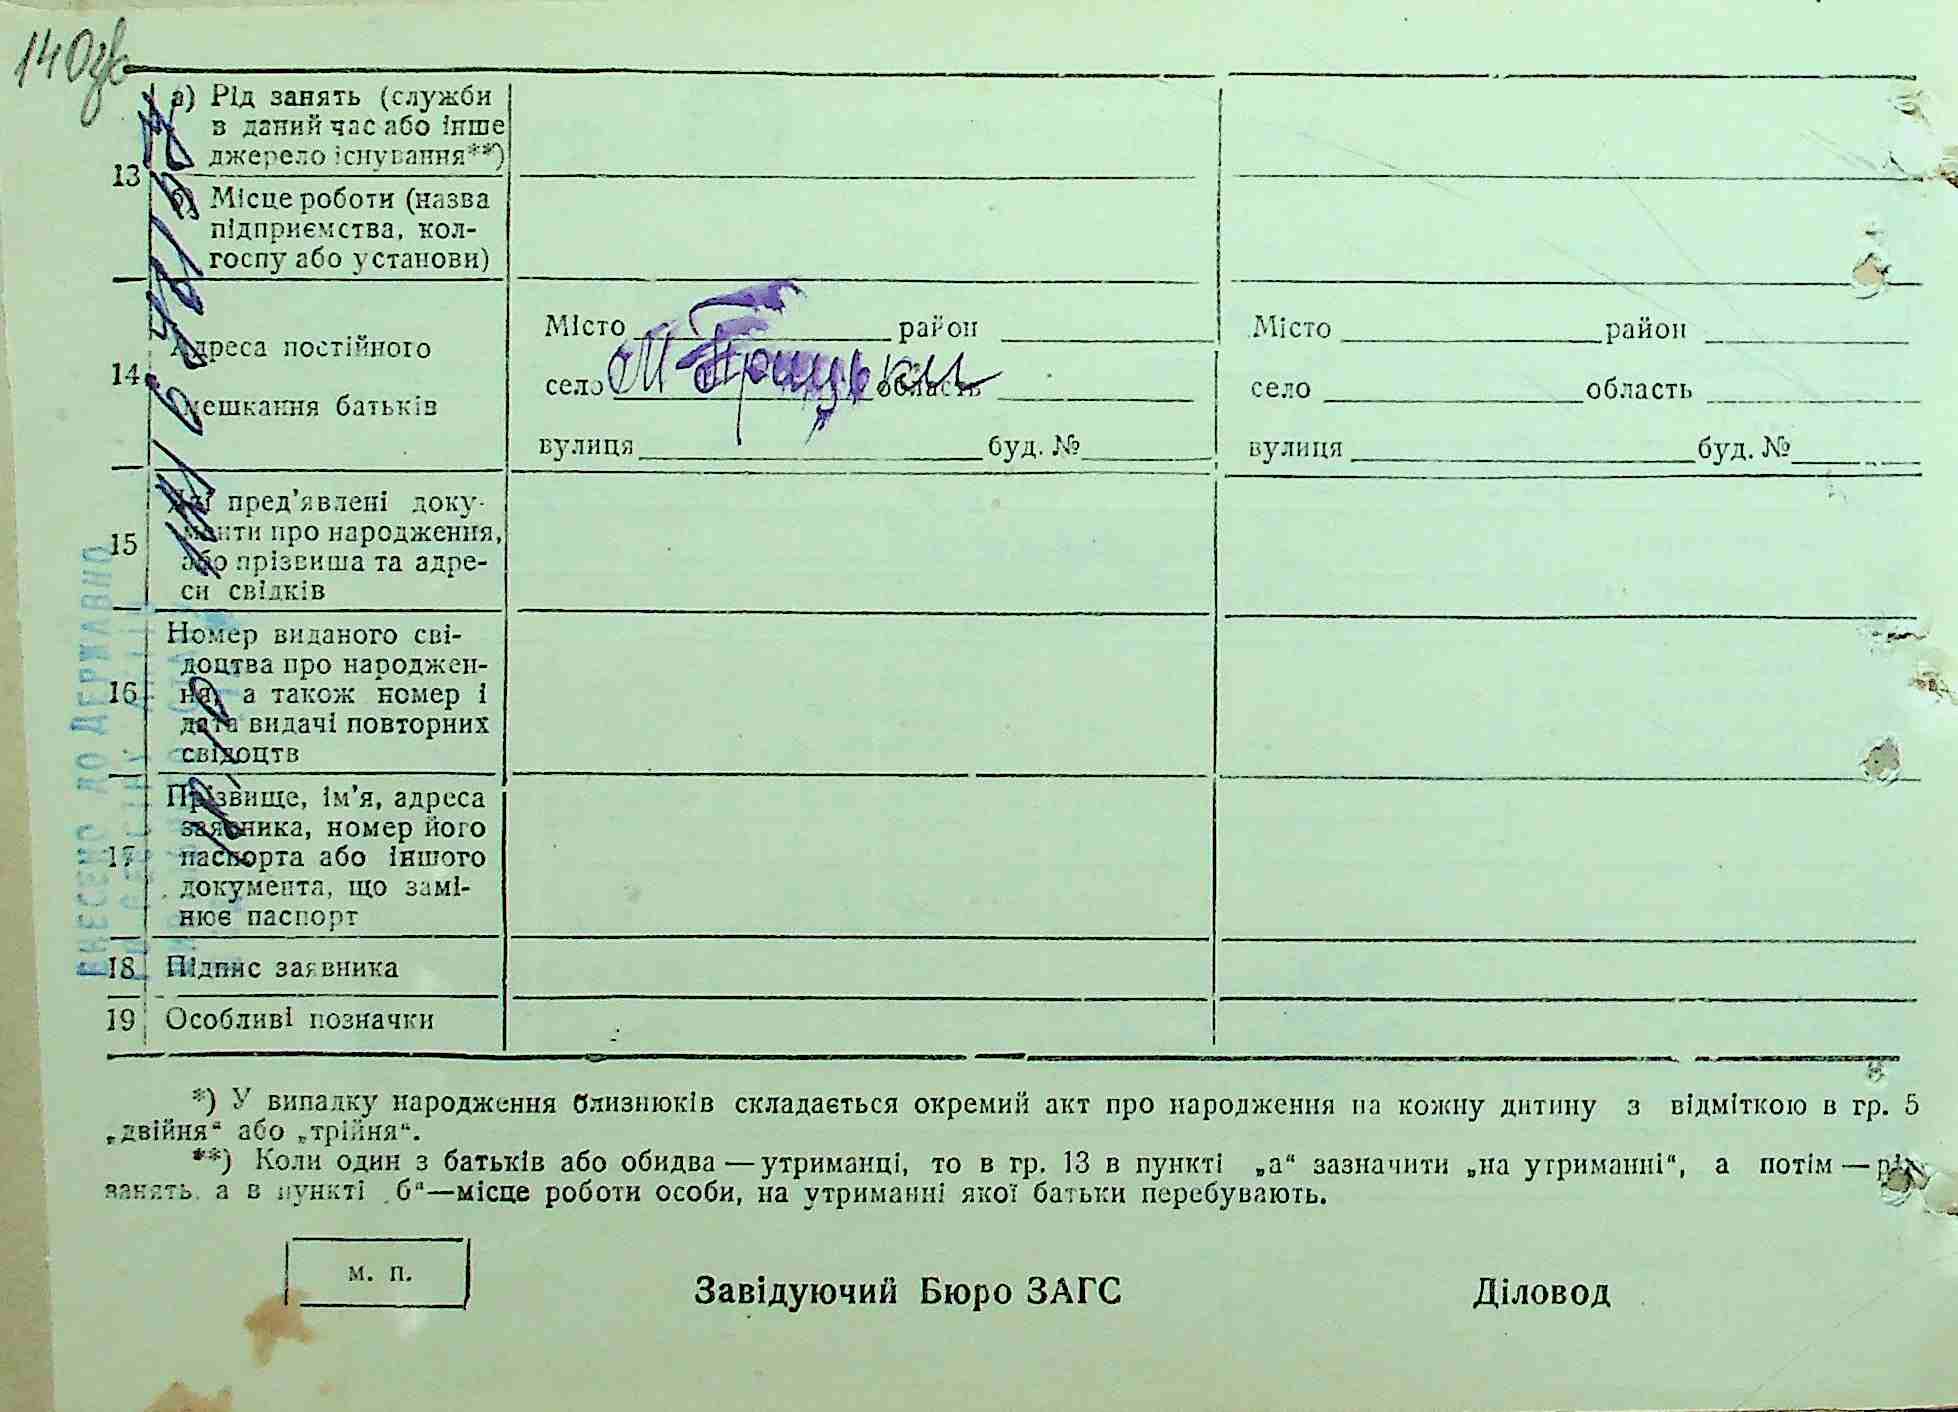 140зв
13
а) Рід занять (служби
в даний час або інше
джерело існування**)
б) Місце роботи (назва
підприємства, кол-
госпу або установи)
14
Адреса постійного
мешкання батьків
Місто район
село М-Прицьки область
вулиця буд. №
Місто район
село область
вулиця буд. №
15
Які пред'явлені доку-
менти про народження,
або прізвиша та адре-
си свідків
16
Номер виданого сві-
доцтва про народжен-
ня, а також номер і
дата видачі повторних
свідоцтв
17
Прізвище, ім'я, адреса
заявника, номер його
паспорта або іншого
документа, що замі-
нює паспорт
18 Підпис заявника
19 Особливі позначки
ВНЕСЕНО ДО ДЕРЖАВНО
*) У випадку народження близнюків складається окремий акт про народження на кожну дитину з відміткою в гр. 5
„двійня“ або „трійня“.
**) Коли один з батьків або обидва — утриманці, то в гр. 13 в пункті „а“ зазначити „на утриманні“, а потім — рід
занять, а в пункті „б“—місце роботи особи, на утриманні якої батьки перебувають.
м. п.
Завідуючий Бюро ЗАГС Діловод